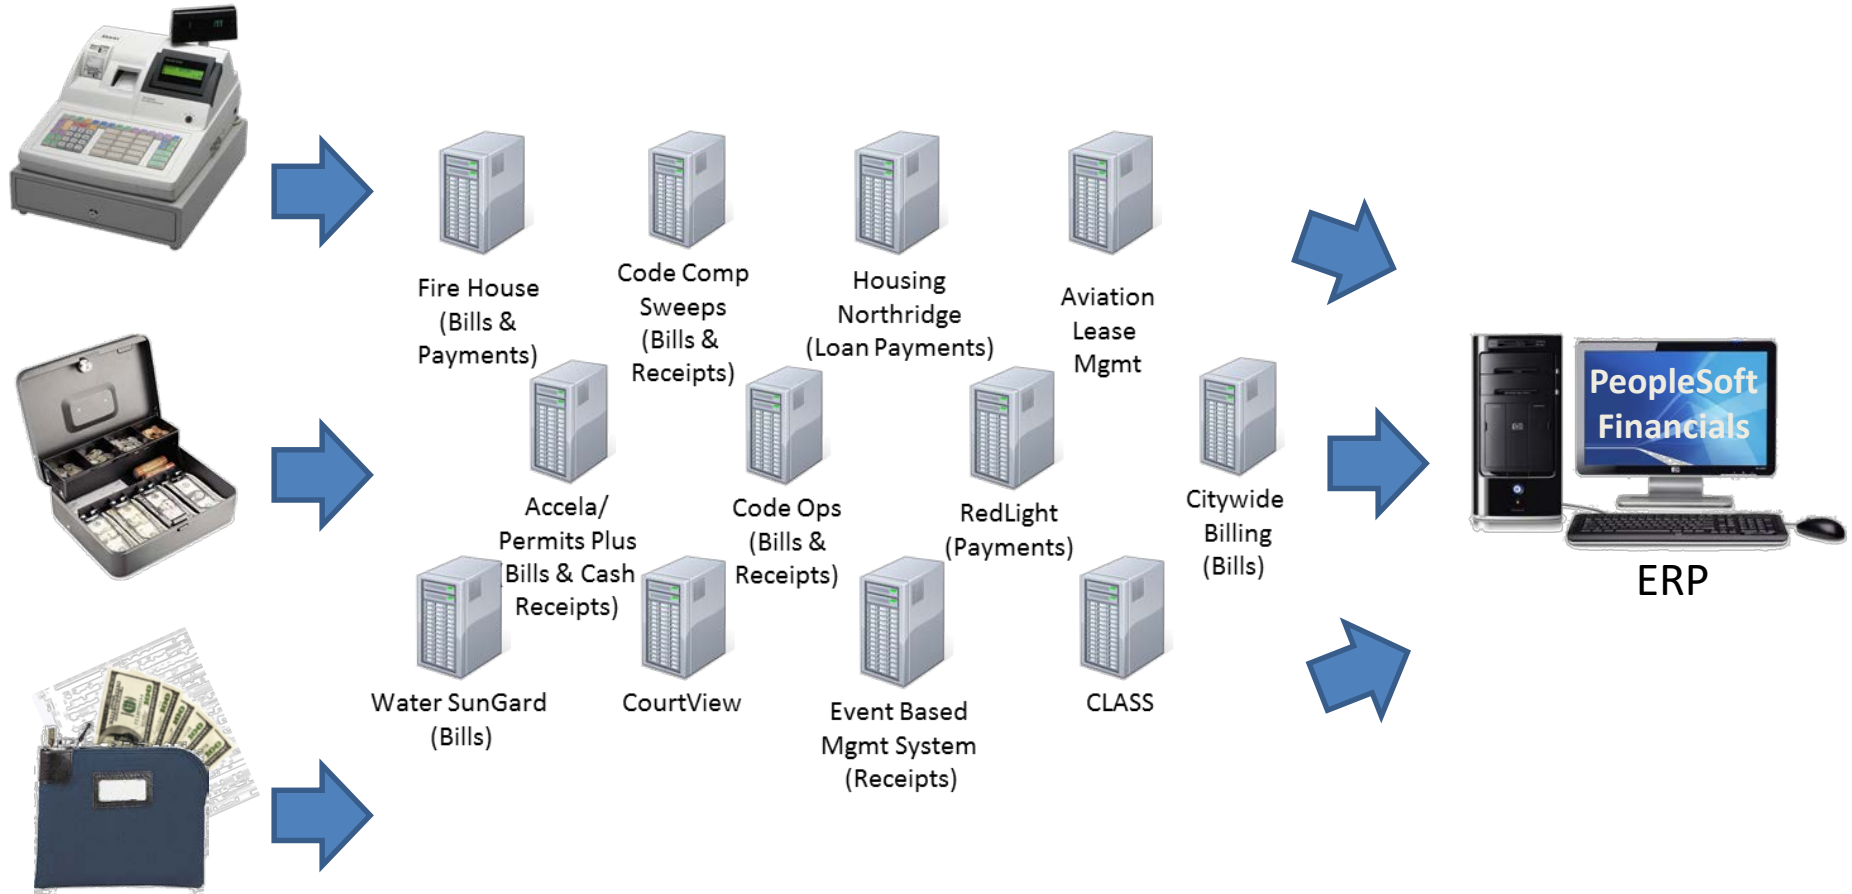 Fire House
(Bills &
Payments)
Code Comp
Sweeps
(Bills &
Receipts)
Housing
Northridge
(Loan Payments)
Aviation
Lease
Mgmt
Accela/
Permits Plus
(Bills & Cash
Receipts)
Code Ops
(Bills &
Receipts)
RedLight
(Payments)
Citywide
Billing
(Bills)
PeopleSoft
Financials
ERP
Water SunGard
(Bills)
CourtView
Event Based
Mgmt System
(Receipts)
CLASS